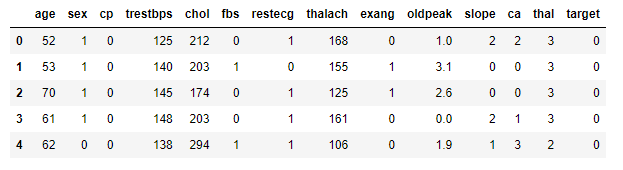 age sex cp trestbps chol fbs restecg thalach exang oldpeak slope ca thal target
0 52 1 0 125 212 0 1 168 0 1.0 2 2 3 0
1 53 1 0 140 203 1 0 155 1 3.1 0 0 3 0
2 70 1 0 145 174 0 1 125 1 2.6 0 0 3 0
3 61 1 0 148 203 0 1 161 0 0.0 2 1 3 0
4 62 0 0 138 294 1 1 106 0 1.9 1 3 2 0